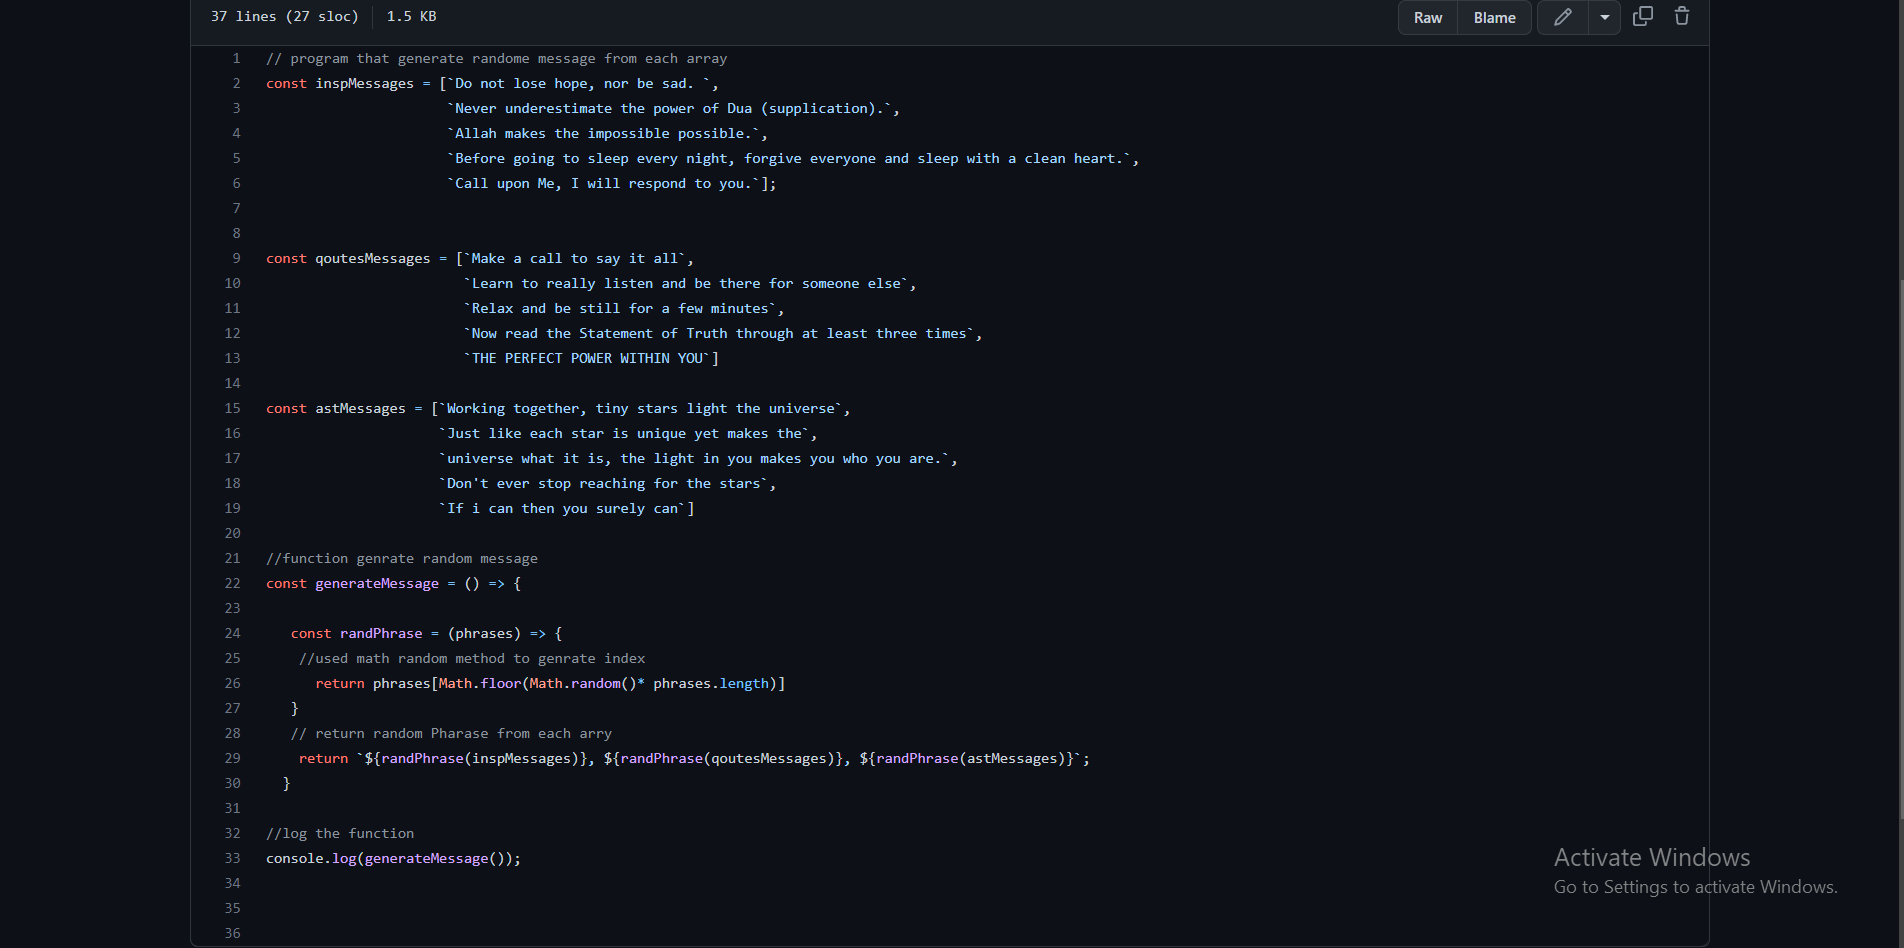 37 lines (27 sloc) 1.5 KB Raw Blame
1 // program that generate randome message from each array
2 const inspMessages = [`Do not lose hope, nor be sad. `,
3 `Never underestimate the power of Dua (supplication).`,
4 `Allah makes the impossible possible.`,
5 `Before going to sleep every night, forgive everyone and sleep with a clean heart.`,
6 `Call upon Me, I will respond to you.`];
7
8
9 const qoutesMessages = [`Make a call to say it all`,
10 `Learn to really listen and be there for someone else`,
11 `Relax and be still for a few minutes`,
12 `Now read the Statement of Truth through at least three times`,
13 `THE PERFECT POWER WITHIN YOU`]
14
15 const astMessages = [`Working together, tiny stars light the universe`,
16 `Just like each star is unique yet makes the`,
17 `universe what it is, the light in you makes you who you are.`,
18 `Don't ever stop reaching for the stars`,
19 `If i can then you surely can`]
20
21 //function genrate random message
22 const generateMessage = () => {
23
24 const randPhrase = (phrases) => {
25 //used math random method to genrate index
26 return phrases[Math.floor(Math.random()* phrases.length)]
27 }
28 // return random Pharase from each arry
29 return `${randPhrase(inspMessages)}, ${randPhrase(qoutesMessages)}, ${randPhrase(astMessages)}`;
30 }
31
32 //log the function
33 console.log(generateMessage());
34
35
36
Activate Windows
Go to Settings to activate Windows.